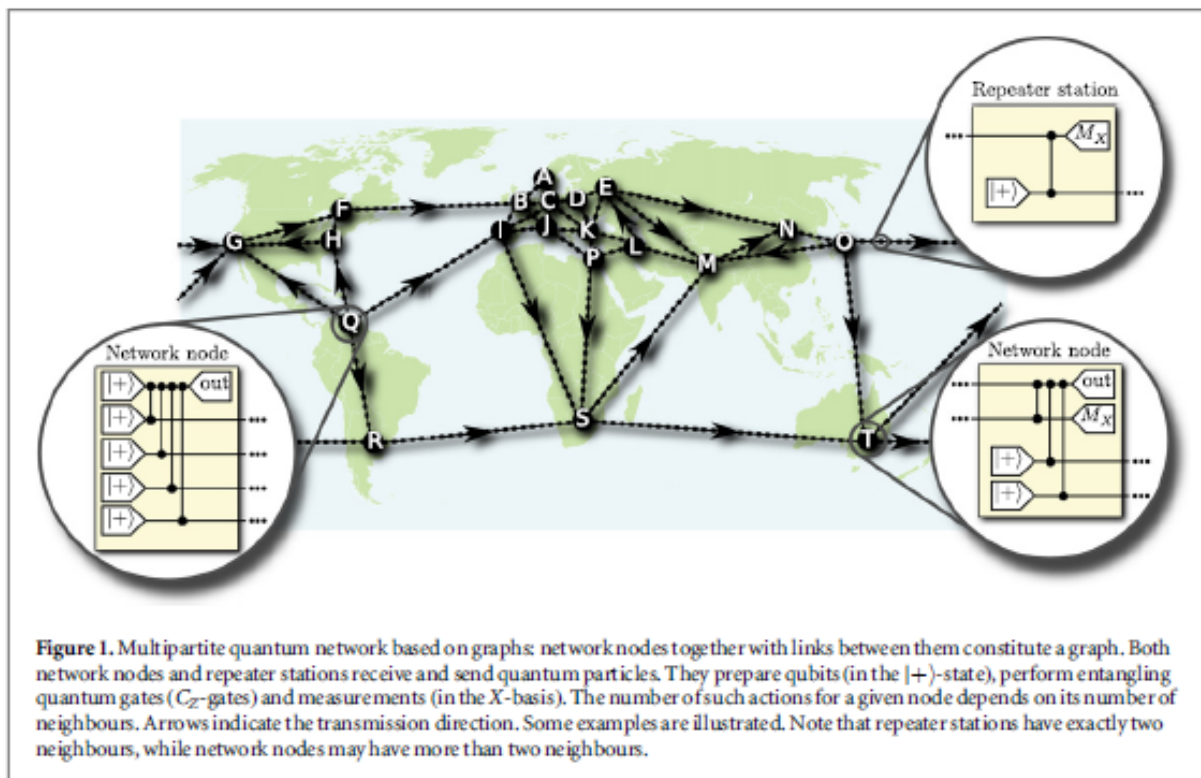 Repeater station
M_X
|+⟩
A
B C D E
F
I J K
G H
N
O
L
P
M
Q
Network node
|+⟩
out
|+⟩
|+⟩
|+⟩
|+⟩
Network node
out
M_X
|+⟩
|+⟩
S
R
T
Figure 1. Multipartite quantum network based on graphs: network nodes together with links between them constitute a graph. Both
network nodes and repeater stations receive and send quantum particles. They prepare qubits (in the |+⟩-state), perform entangling
quantum gates (C_Z-gates) and measurements (in the X-basis). The number of such actions for a given node depends on its number of
neighbours. Arrows indicate the transmission direction. Some examples are illustrated. Note that repeater stations have exactly two
neighbours, while network nodes may have more than two neighbours.